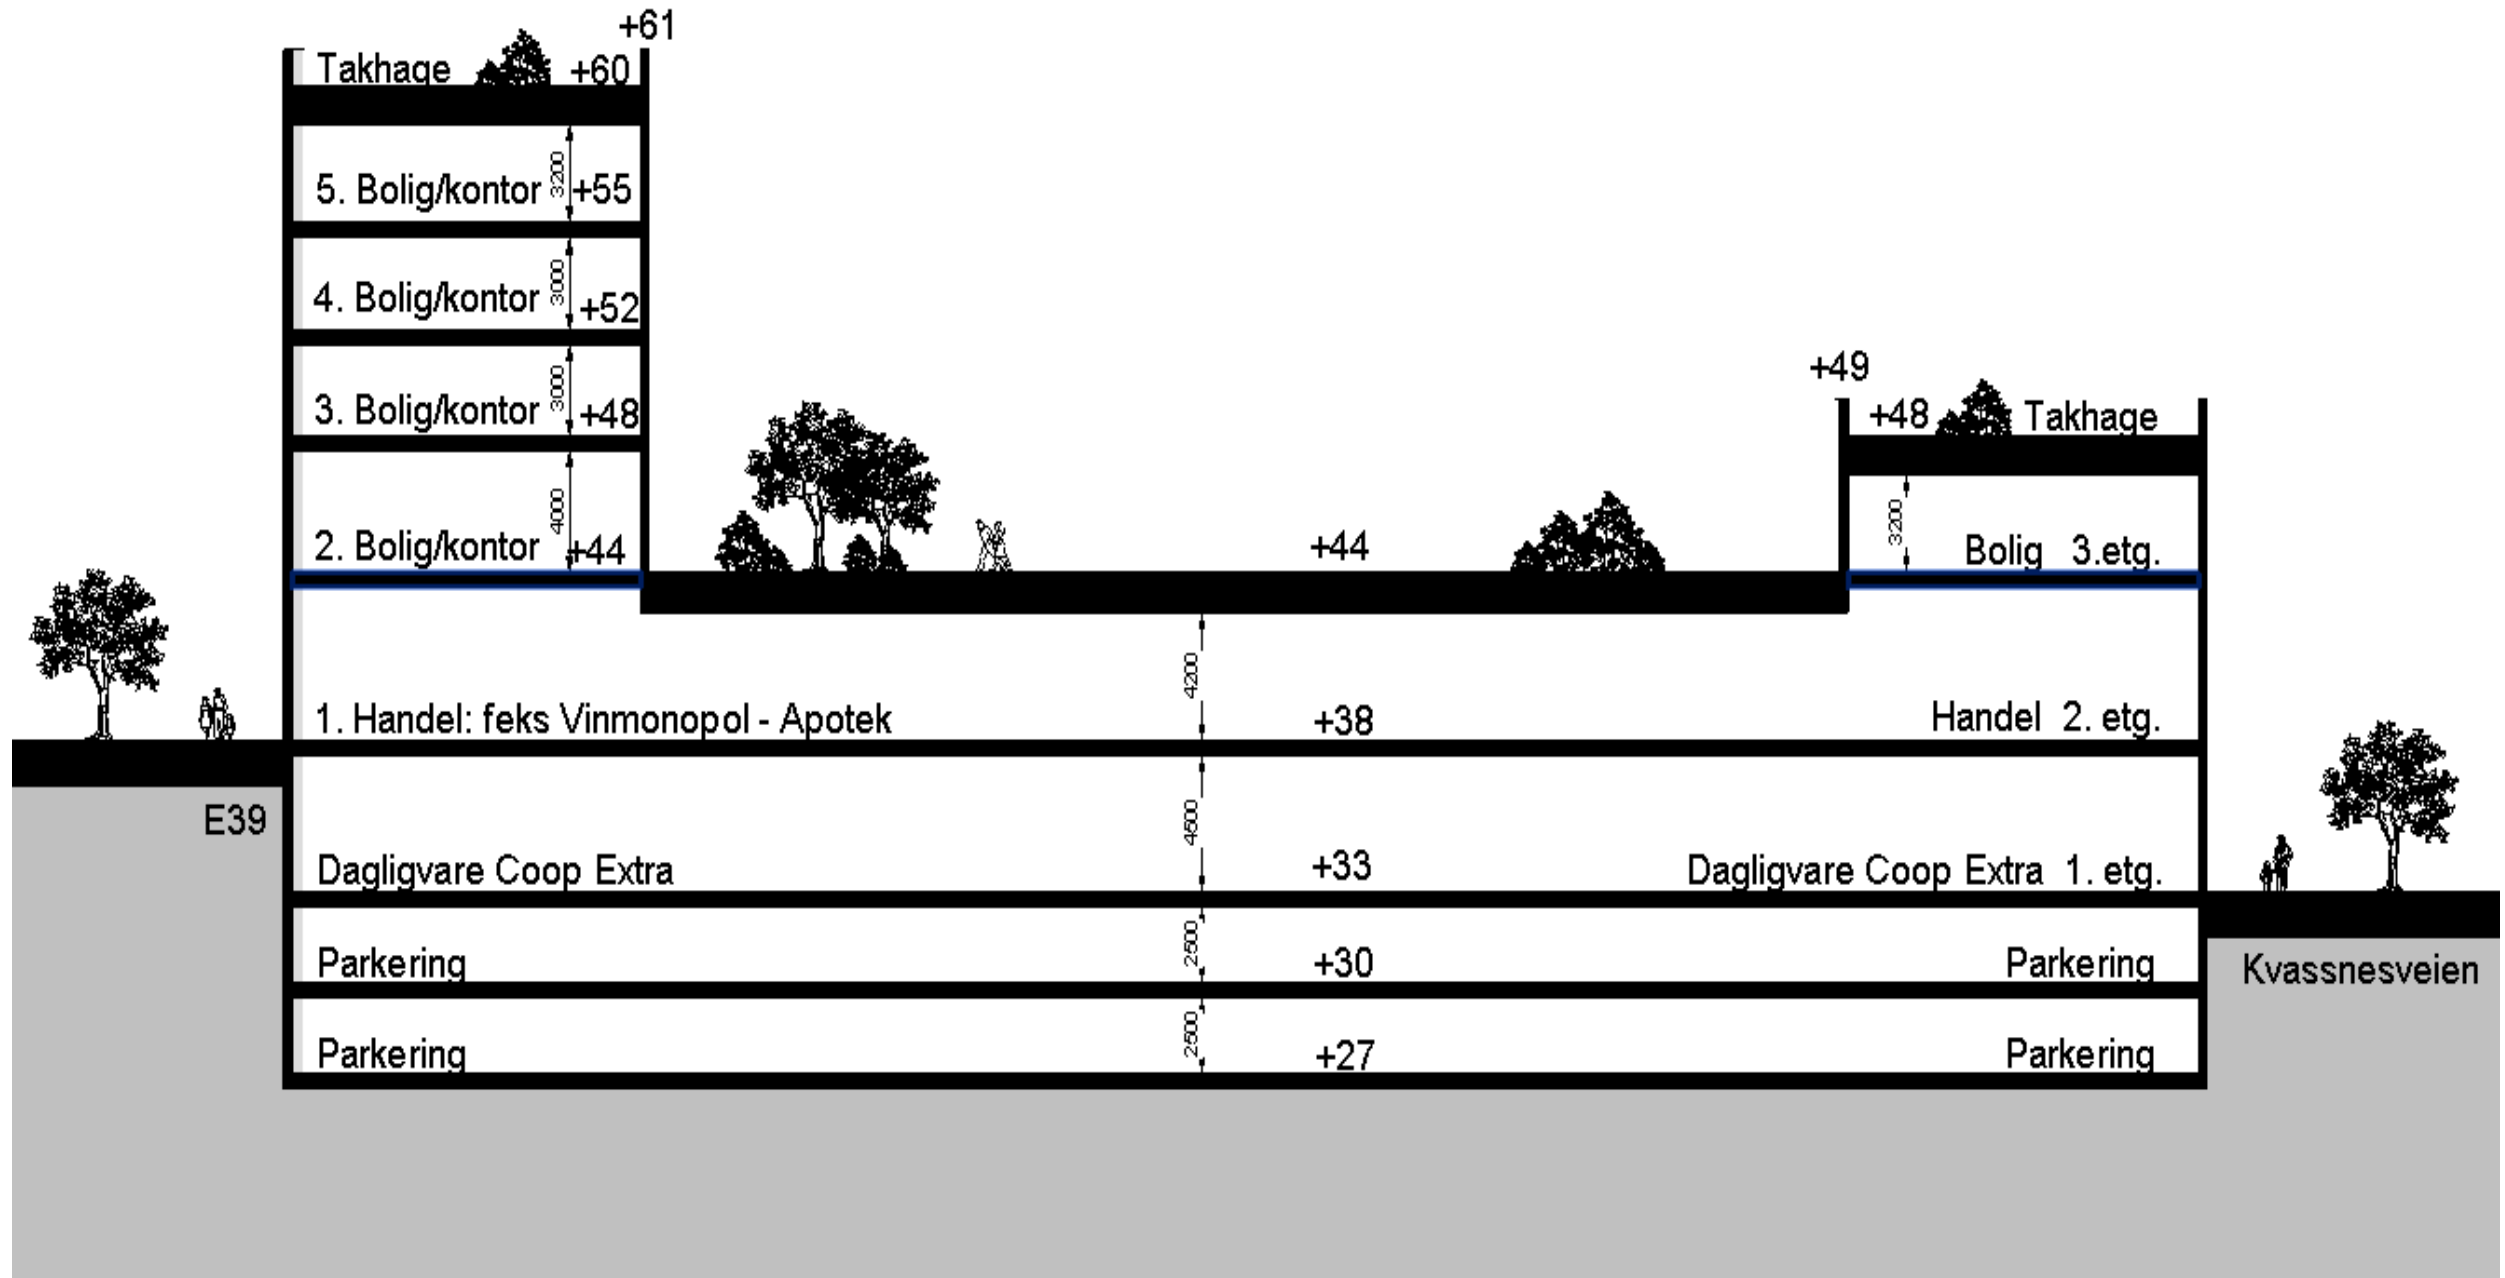 +61
Takhage +60
5. Bolig/kontor 3200 +55
4. Bolig/kontor 3000 +52
+49
3. Bolig/kontor 3000 +48
+48 Takhage
2. Bolig/kontor 4000 +44
+44
3200 Bolig 3.etg.
4200
1. Handel: feks Vinmonopol - Apotek +38 Handel 2. etg.
E39
4500
Dagligvare Coop Extra +33 Dagligvare Coop Extra 1. etg.
Parkering 2500 +30 Parkering
Kvassnesveien
Parkering 2500 +27 Parkering